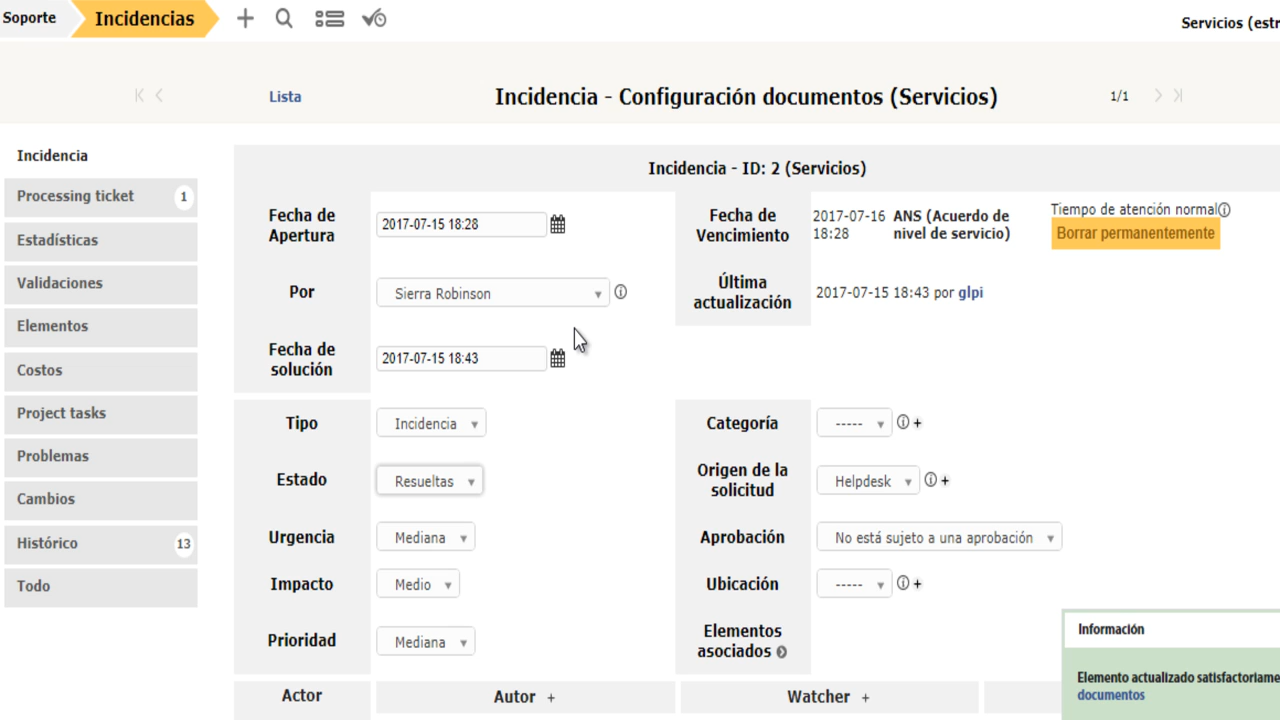 Soporte
Incidencias
Servicios (estr
Lista
Incidencia - Configuración documentos (Servicios)
1/1
Incidencia
Processing ticket 1
Estadísticas
Validaciones
Elementos
Costos
Project tasks
Problemas
Cambios
Histórico 13
Todo
Incidencia - ID: 2 (Servicios)
Fecha de
Apertura
2017-07-15 18:28
Fecha de
Vencimiento
2017-07-16
18:28
ANS (Acuerdo de
nivel de servicio)
Tiempo de atención normal
Borrar permanentemente
Por
Sierra Robinson
Última
actualización
2017-07-15 18:43 por glpi
Fecha de
solución
2017-07-15 18:43
Tipo
Incidencia
Categoría
-----
+
Estado
Resueltas
Origen de la
solicitud
Helpdesk
+
Urgencia
Mediana
Aprobación
No está sujeto a una aprobación
Impacto
Medio
Ubicación
-----
+
Prioridad
Mediana
Elementos
asociados
Actor
Autor +
Watcher +
Información
Elemento actualizado satisfactoriame
documentos